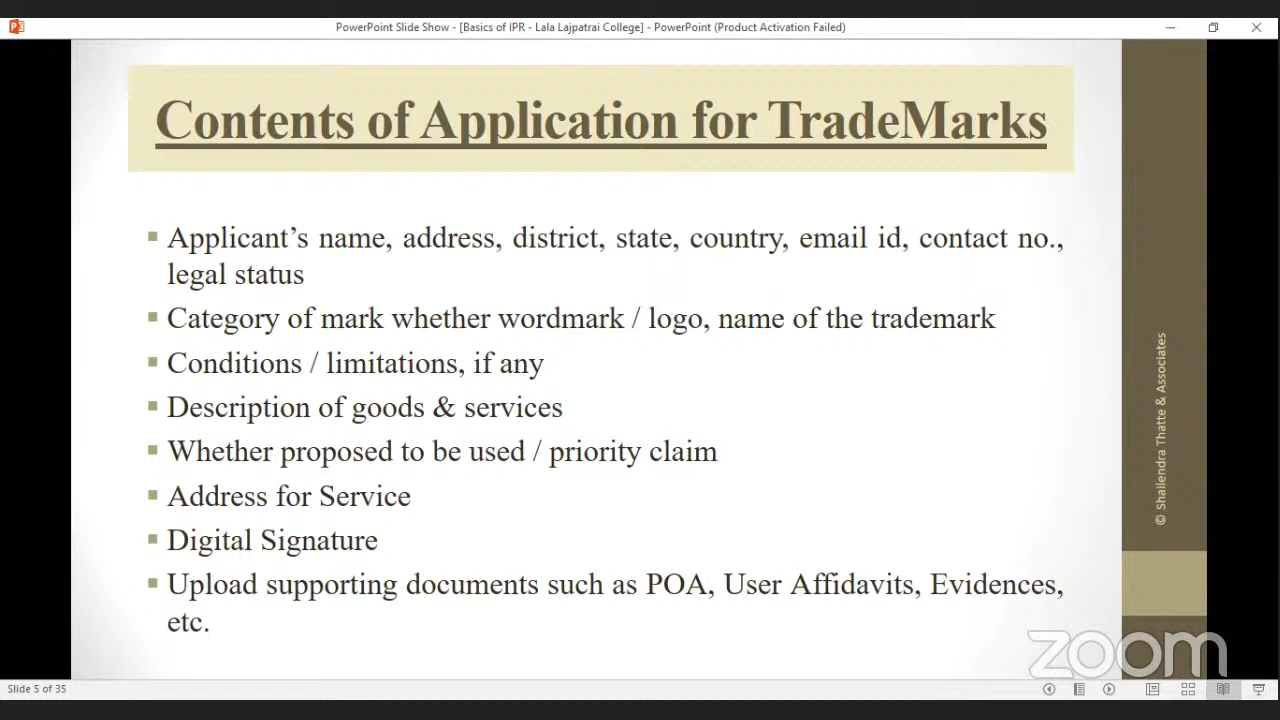 PowerPoint Slide Show - [Basics of IPR - Lala Lajpatrai College] - PowerPoint (Product Activation Failed)
Contents of Application for TradeMarks
Applicant’s name, address, district, state, country, email id, contact no.,
legal status
Category of mark whether wordmark / logo, name of the trademark
Conditions / limitations, if any
Description of goods & services
Whether proposed to be used / priority claim
Address for Service
Digital Signature
Upload supporting documents such as POA, User Affidavits, Evidences,
etc.
© Shailendra Thatte & Associates
zoom
Slide 5 of 35